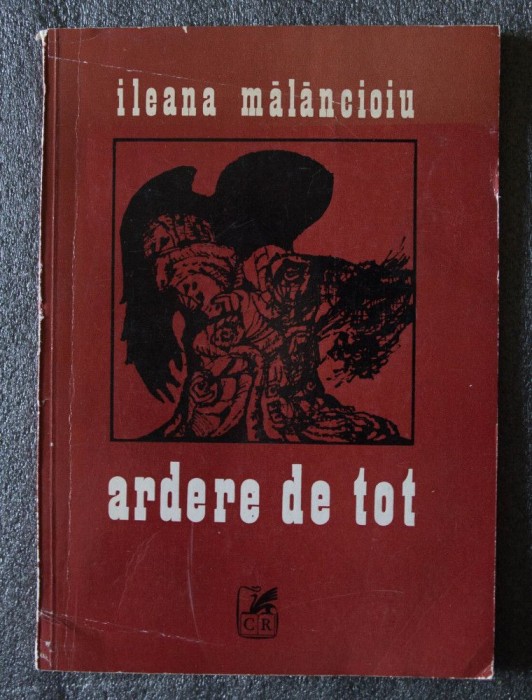 ileana mălăncioiu
ardere de tot
CR